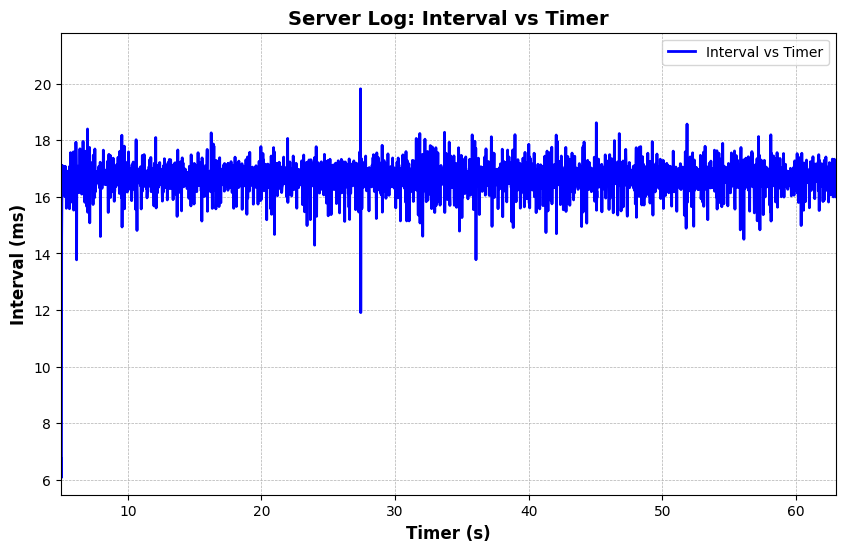 Server Log: Interval vs Timer
Interval vs Timer
Interval (ms)
20
18
16
14
12
10
8
6
10 20 30 40 50 60
Timer (s)